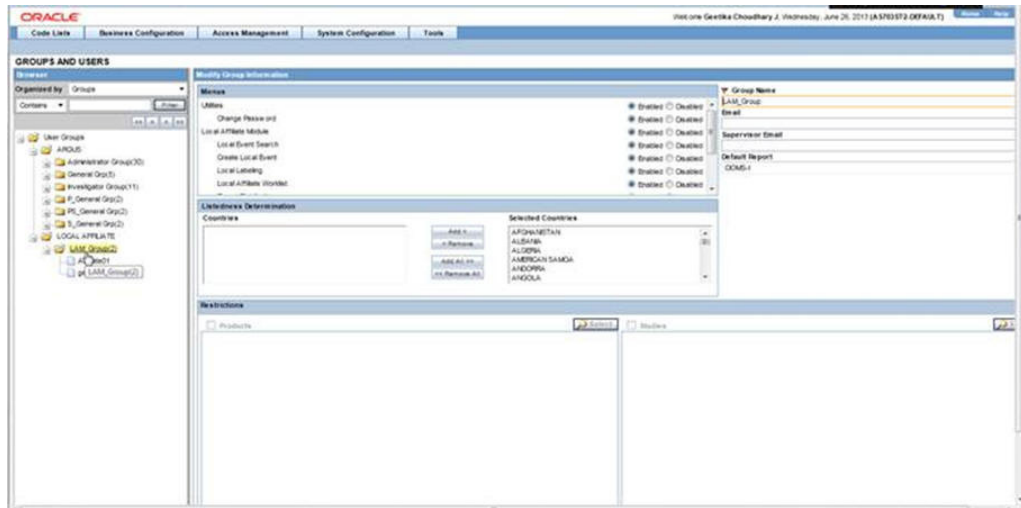 ORACLE
Welcome Geetika Choudhary J, Wednesday, June 26, 2013 (AS703ST2-DEFAULT)
Home Help
Code Lists Business Configuration Access Management System Configuration Tools
GROUPS AND USERS
Browser
Organized by Groups
Contains Filter
User Groups
ARGUS
Administrator Group(30)
General Grp(5)
Investigator Group(11)
P_General Grp(2)
PS_General Grp(2)
S_General Grp(2)
LOCAL AFFILIATE
LAM_Group(2)
LAM_Group(2)
Modify Group Information
Menus
Utilities Enabled Disabled
Change Password Enabled Disabled
Local Affiliate Module Enabled Disabled
Local Event Search Enabled Disabled
Create Local Event Enabled Disabled
Local Labeling Enabled Disabled
Local Affiliate Worklist Enabled Disabled
Group Name
LAM_Group
Email
Supervisor Email
Default Report
CIOMS-I
Listedness Determination
Countries
Add >
< Remove
Add All >>
<< Remove All
Selected Countries
AFGHANISTAN
ALBANIA
ALGERIA
AMERICAN SAMOA
ANDORRA
ANGOLA
Restrictions
Products Select
Studies